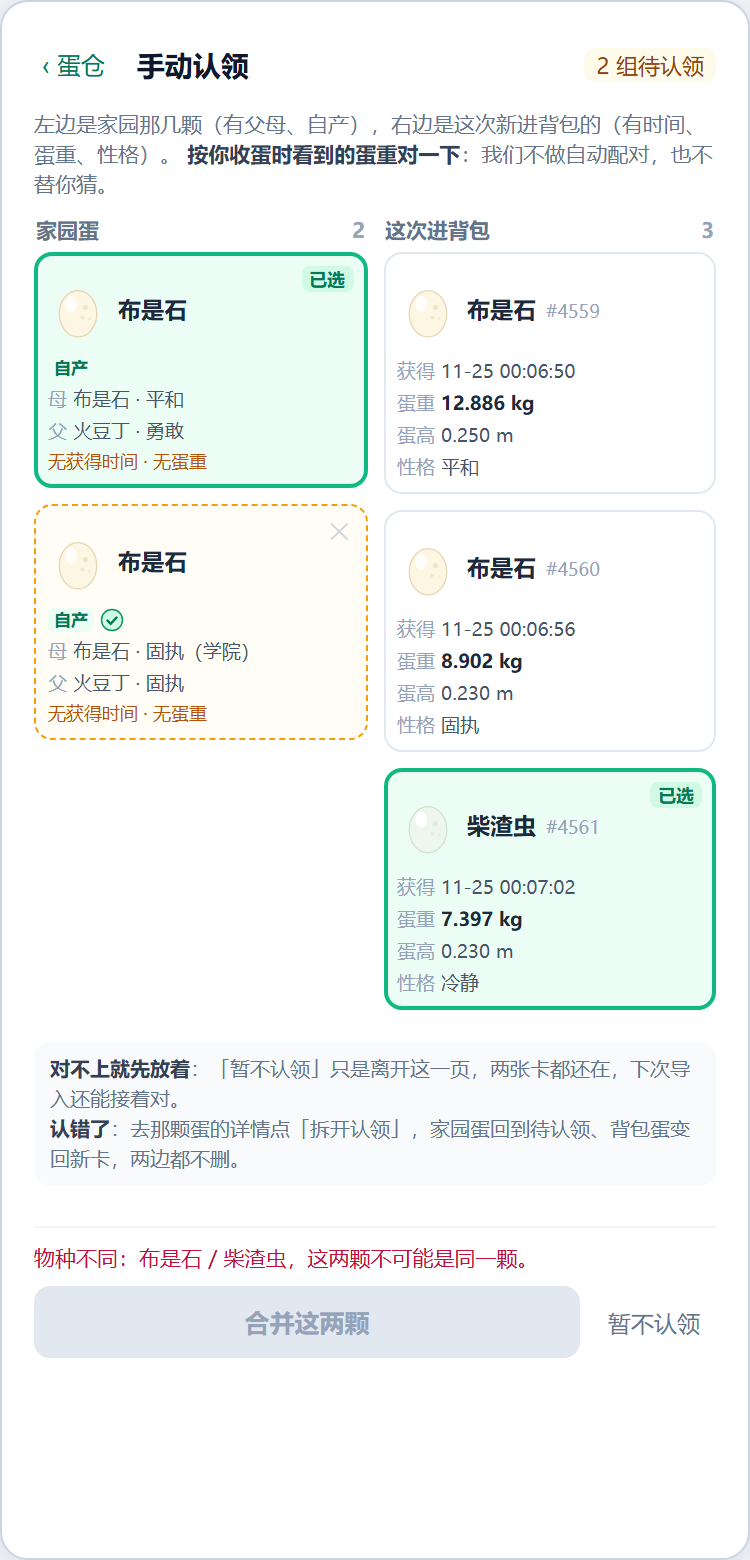 ‹ 蛋仓 手动认领 2 组待认领
左边是家园那几颗（有父母、自产），右边是这次新进背包的（有时间、
蛋重、性格）。按你收蛋时看到的蛋重对一下：我们不做自动配对，也不
替你猜。
家园蛋 2
已选
布是石
自产
母 布是石 · 平和
父 火豆丁 · 勇敢
无获得时间 · 无蛋重
布是石
自产
母 布是石 · 固执（学院）
父 火豆丁 · 固执
无获得时间 · 无蛋重
这次进背包 3
布是石 #4559
获得 11-25 00:06:50
蛋重 12.886 kg
蛋高 0.250 m
性格 平和
布是石 #4560
获得 11-25 00:06:56
蛋重 8.902 kg
蛋高 0.230 m
性格 固执
已选
柴渣虫 #4561
获得 11-25 00:07:02
蛋重 7.397 kg
蛋高 0.230 m
性格 冷静
对不上就先放着：「暂不认领」只是离开这一页，两张卡都还在，下次导
入还能接着对。
认错了：去那颗蛋的详情点「拆开认领」，家园蛋回到待认领、背包蛋变
回新卡，两边都不删。
物种不同：布是石 / 柴渣虫，这两颗不可能是同一颗。
合并这两颗 暂不认领